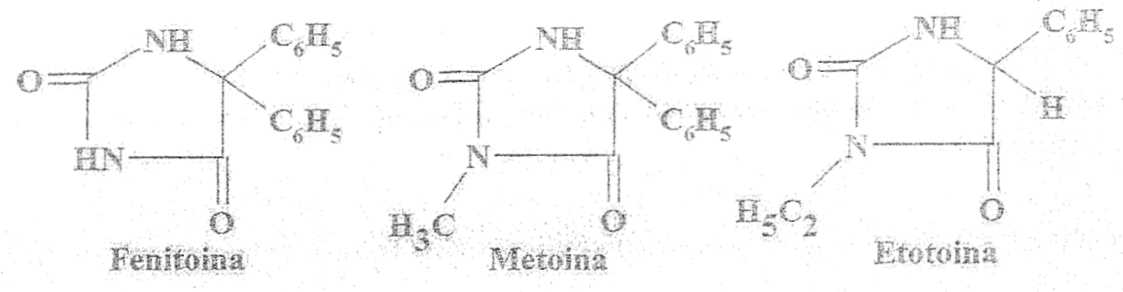 NH C₆H₅
O
C₆H₅
HN
O
Fenitoina
NH C₆H₅
O
C₆H₅
N
H₃C O
Metoina
NH C₆H₅
O
H
N
H₅C₂ O
Etotoina